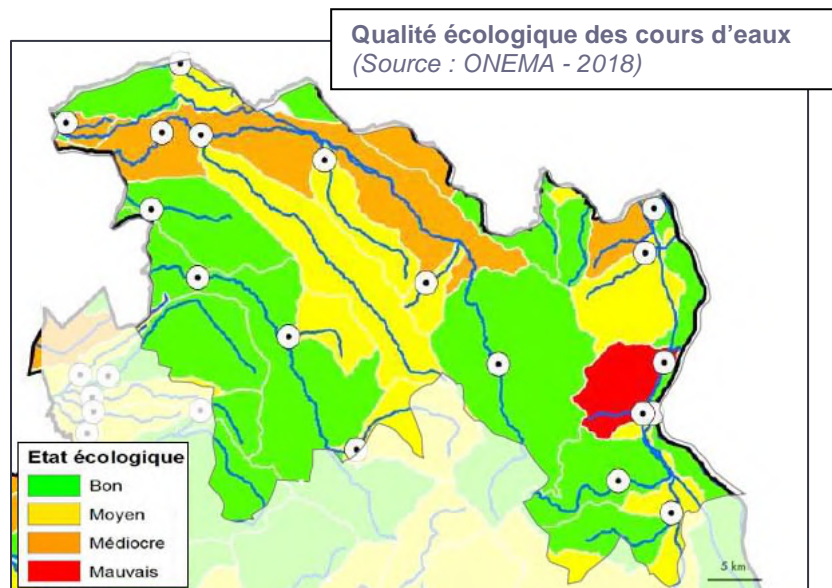 Qualité écologique des cours d'eaux
(Source : ONEMA - 2018)
Etat écologique
Bon
Moyen
Médiocre
Mauvais
5 km